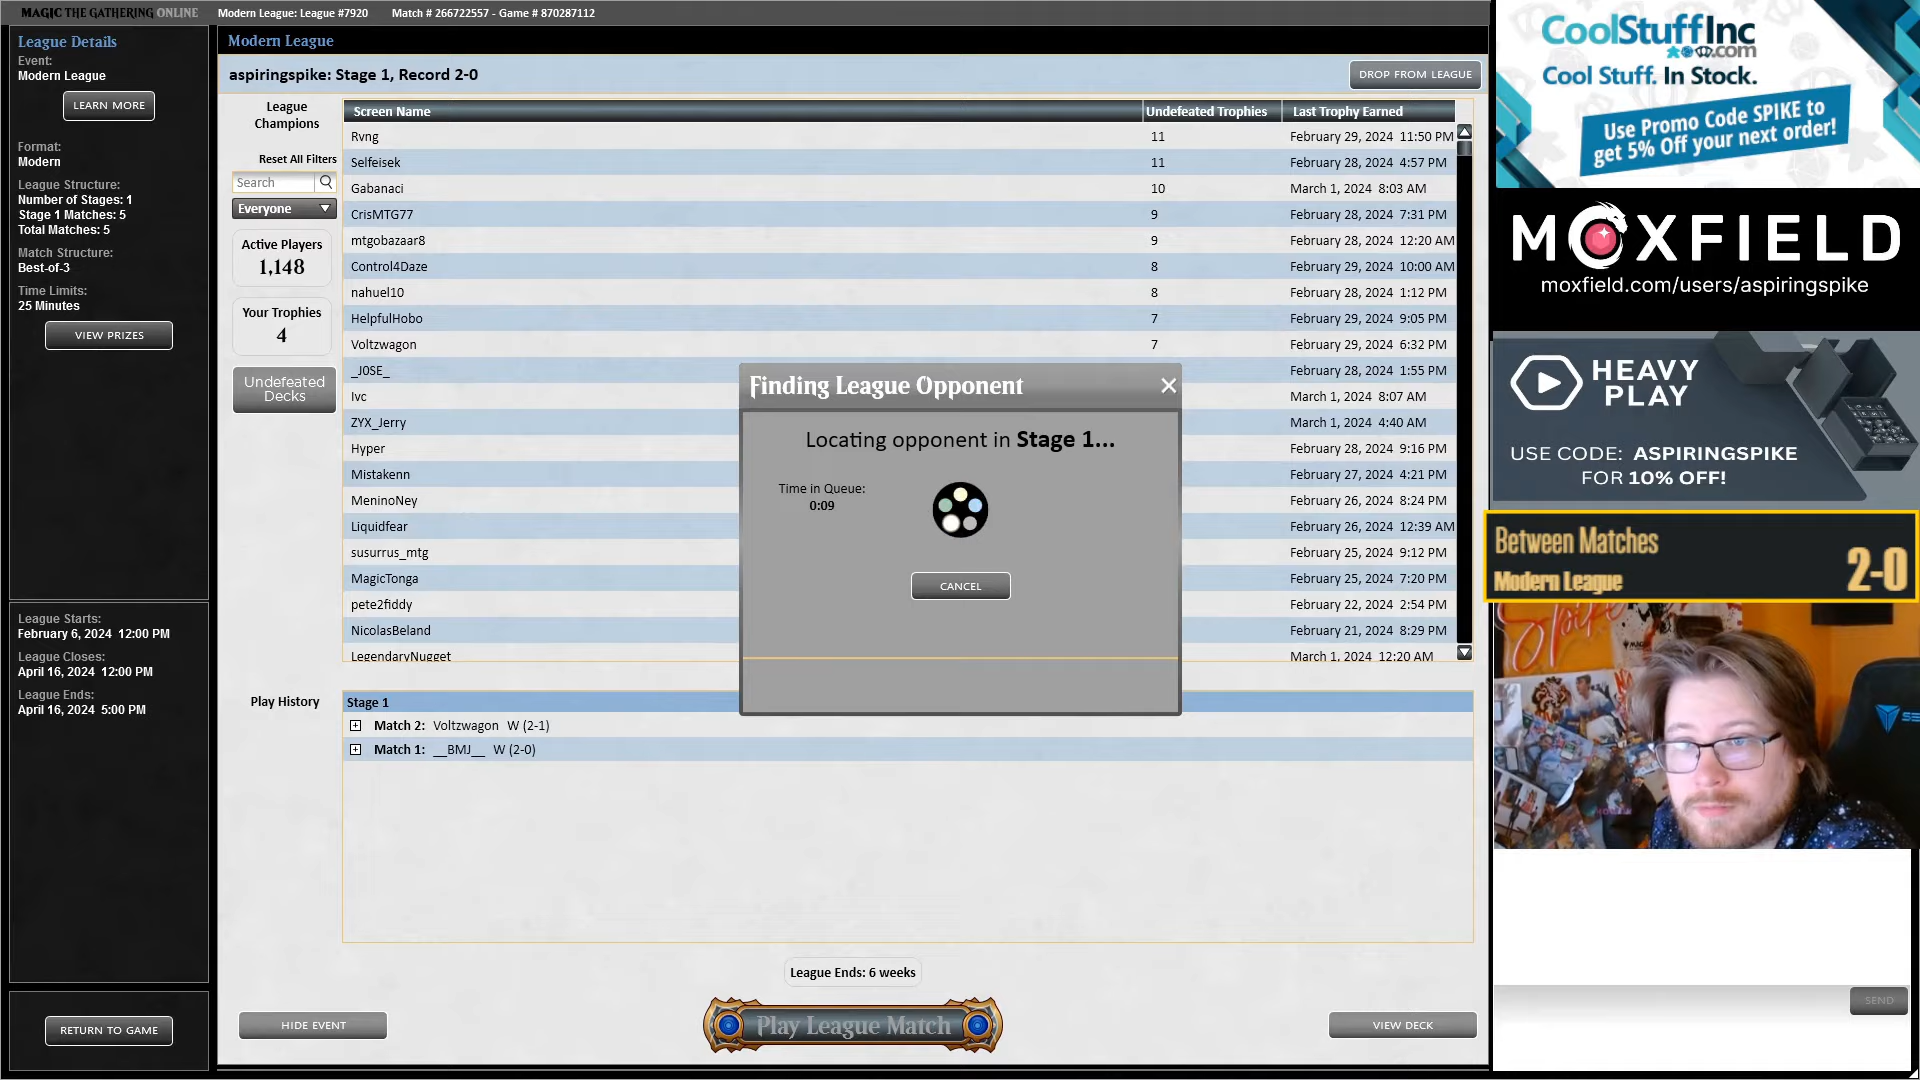 MAGIC THE GATHERING ONLINE
Modern League: League #7920
Match # 266722557 - Game # 870287112
League Details
Event:
Modern League
LEARN MORE
Format:
Modern
League Structure:
Number of Stages: 1
Stage 1 Matches: 5
Total Matches: 5
Match Structure:
Best-of-3
Time Limits:
25 Minutes
VIEW PRIZES
League Starts:
February 6, 2024 12:00 PM
League Closes:
April 16, 2024 12:00 PM
League Ends:
April 16, 2024 5:00 PM
RETURN TO GAME
Modern League
aspiringspike: Stage 1, Record 2-0
DROP FROM LEAGUE
League
Champions
Reset All Filters
Search
Everyone
Active Players
1,148
Your Trophies
4
Undefeated
Decks
Screen Name Undefeated Trophies Last Trophy Earned
Rvng 11 February 29, 2024 11:50 PM
Selfeisek 11 February 28, 2024 4:57 PM
Gabanaci 10 March 1, 2024 8:03 AM
CrisMTG77 9 February 28, 2024 7:31 PM
mtgobazaar8 9 February 28, 2024 12:20 AM
Control4Daze 8 February 29, 2024 10:00 AM
nahuel10 8 February 28, 2024 1:12 PM
HelpfulHobo 7 February 29, 2024 9:05 PM
Voltzwagon 7 February 29, 2024 6:32 PM
_J0SE_ February 28, 2024 1:55 PM
March 1, 2024 8:07 AM
ZYX_Jerry March 1, 2024 4:40 AM
Hyper February 28, 2024 9:16 PM
Mistakenn February 27, 2024 4:21 PM
MeninoNey February 26, 2024 8:24 PM
Liquidfear February 26, 2024 12:39 AM
susurrus_mtg February 25, 2024 9:12 PM
MagicTonga February 25, 2024 7:20 PM
pete2fiddy February 22, 2024 2:54 PM
NicolasBeland February 21, 2024 8:29 PM
LegendaryNugget March 1, 2024 12:20 AM
Finding League Opponent
Locating opponent in Stage 1...
Time in Queue:
0:09
CANCEL
Play History
Stage 1
Match 2: Voltzwagon W (2-1)
Match 1: __BMJ__ W (2-0)
League Ends: 6 weeks
HIDE EVENT
Play League Match
VIEW DECK
CoolStuffInc
.com
Cool Stuff. In Stock.
Use Promo Code SPIKE to
get 5% Off your next order!
MOXFIELD
moxfield.com/users/aspiringspike
HEAVY
PLAY
USE CODE: ASPIRINGSPIKE
FOR 10% OFF!
Between Matches
Modern League
2-0
SEND